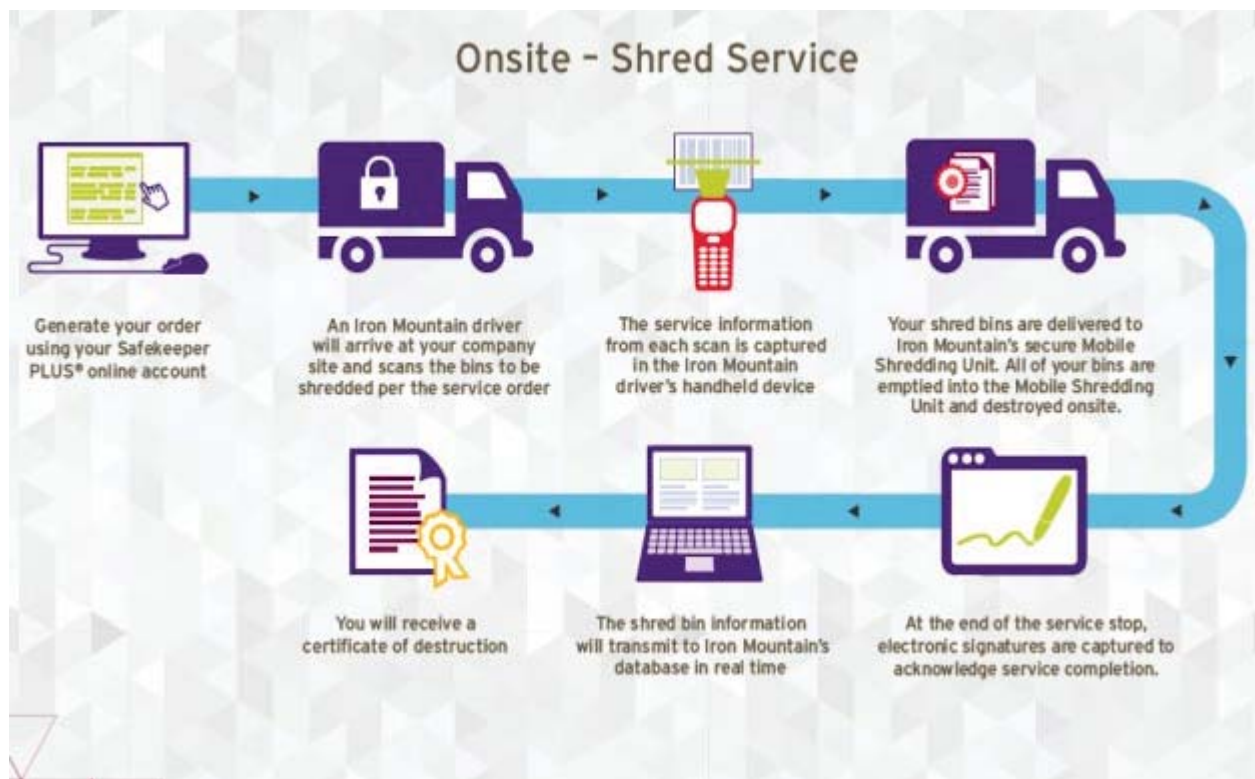 Onsite – Shred Service
Generate your order
using your Safekeeper
PLUS® online account
An Iron Mountain driver
will arrive at your company
site and scans the bins to be
shredded per the service order
The service information
from each scan is captured
in the Iron Mountain
driver's handheld device
Your shred bins are delivered to
Iron Mountain's secure Mobile
Shredding Unit. All of your bins are
emptied into the Mobile Shredding
Unit and destroyed onsite.
At the end of the service stop,
electronic signatures are captured to
acknowledge service completion.
The shred bin information
will transmit to Iron Mountain's
database in real time
You will receive a
certificate of destruction